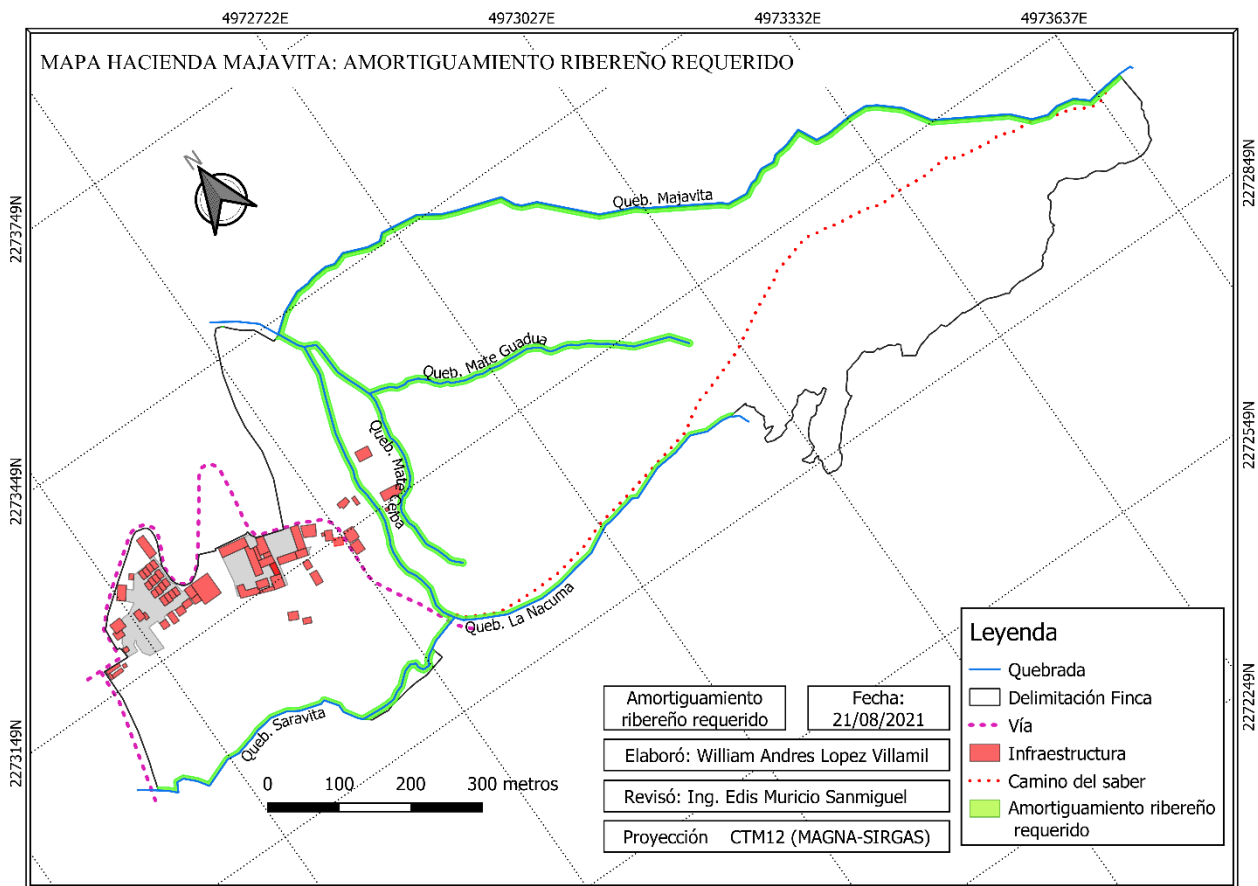 4972722E
4973027E
4973332E
4973637E
MAPA HACIENDA MAJAVITA: AMORTIGUAMIENTO RIBEREÑO REQUERIDO
N
2273749N
2272849N
Queb. Majavita
Queb. Mate Guadua
Queb. Mate Ceiba
2273449N
2272549N
Queb. La Nacuma
Queb. Saravita
2273149N
2272249N
0 100 200 300 metros
Amortiguamiento
ribereño requerido
Fecha:
21/08/2021
Elaboró: William Andres Lopez Villamil
Revisó: Ing. Edis Muricio Sanmiguel
Proyección CTM12 (MAGNA-SIRGAS)
Leyenda
Quebrada
Delimitación Finca
Vía
Infraestructura
Camino del saber
Amortiguamiento ribereño
requerido